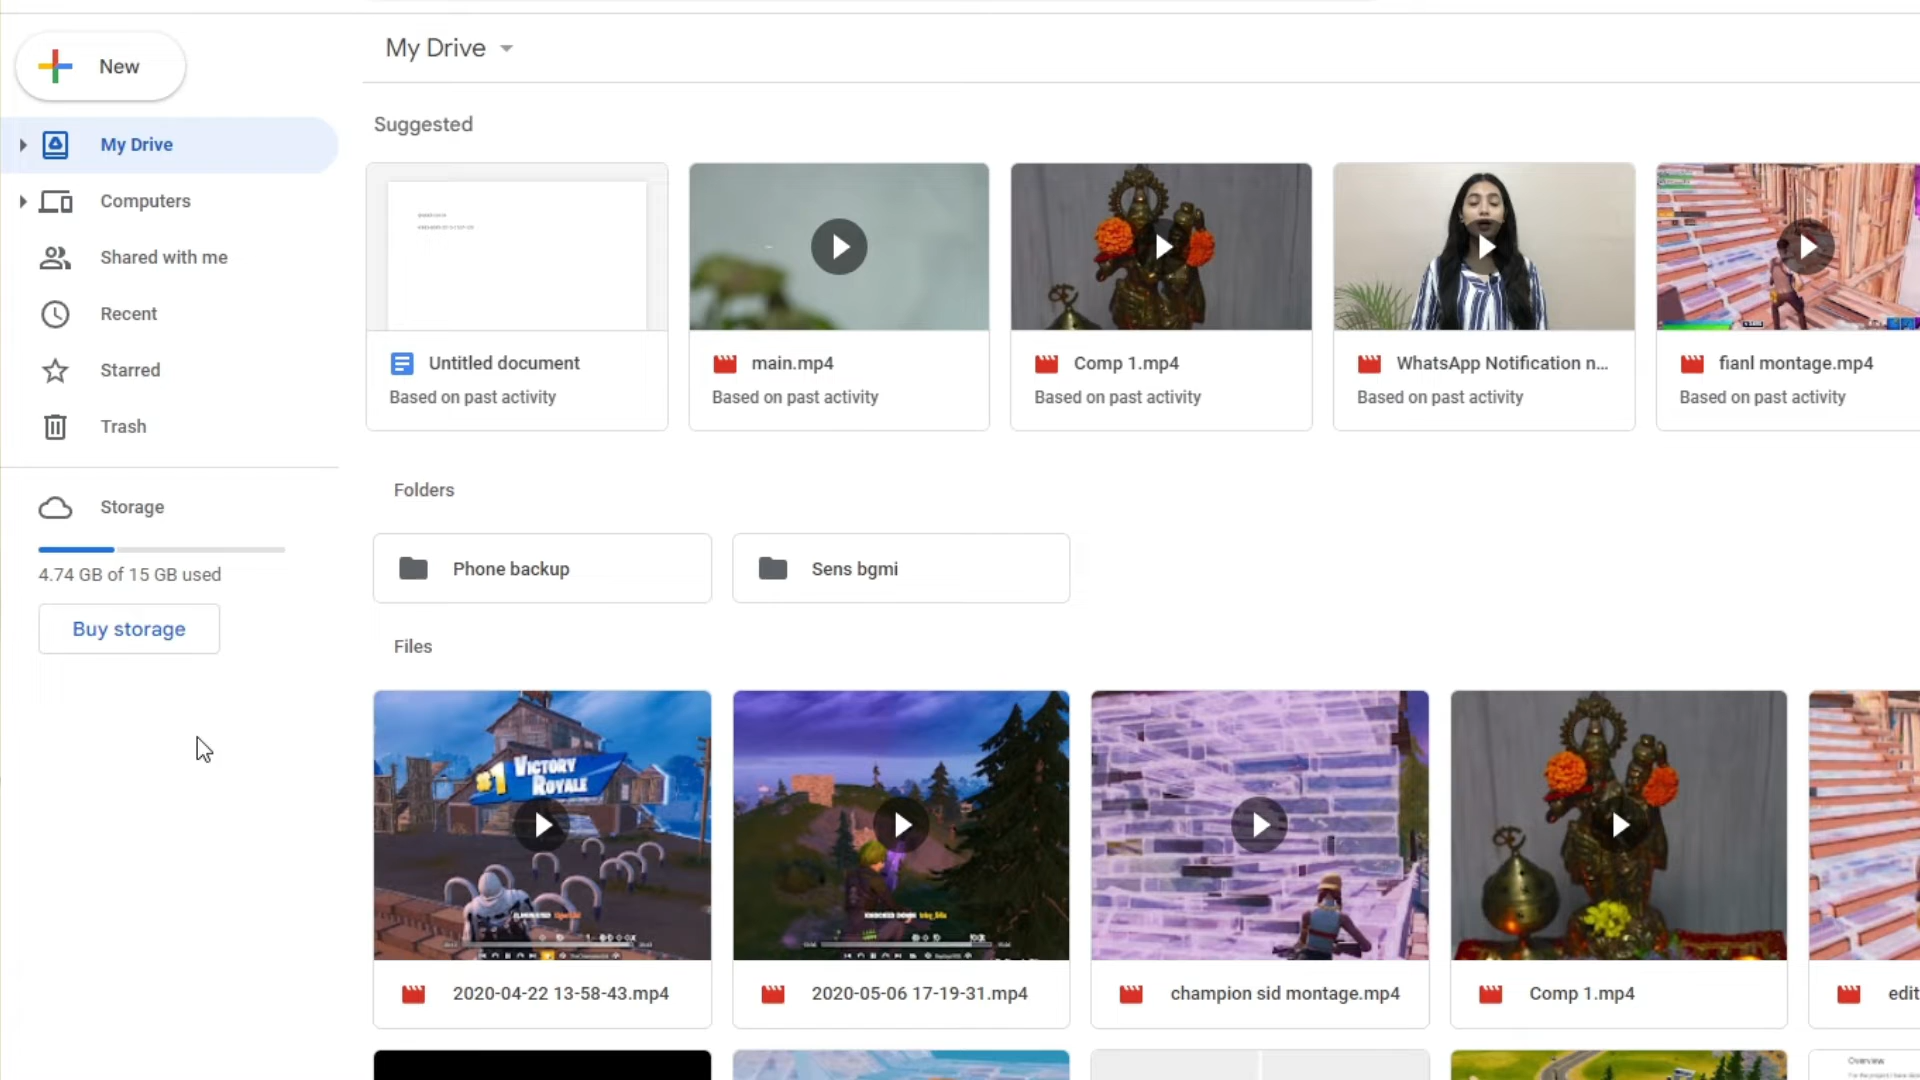 New
My Drive
My Drive
Computers
Shared with me
Recent
Starred
Trash
Storage
4.74 GB of 15 GB used
Buy storage
Suggested
Untitled document
Based on past activity
main.mp4
Based on past activity
Comp 1.mp4
Based on past activity
WhatsApp Notification n...
Based on past activity
fianl montage.mp4
Based on past activity
Folders
Phone backup
Sens bgmi
Files
#1 VICTORY ROYALE
2020-04-22 13-58-43.mp4
2020-05-06 17-19-31.mp4
champion sid montage.mp4
Comp 1.mp4
edit
Overview